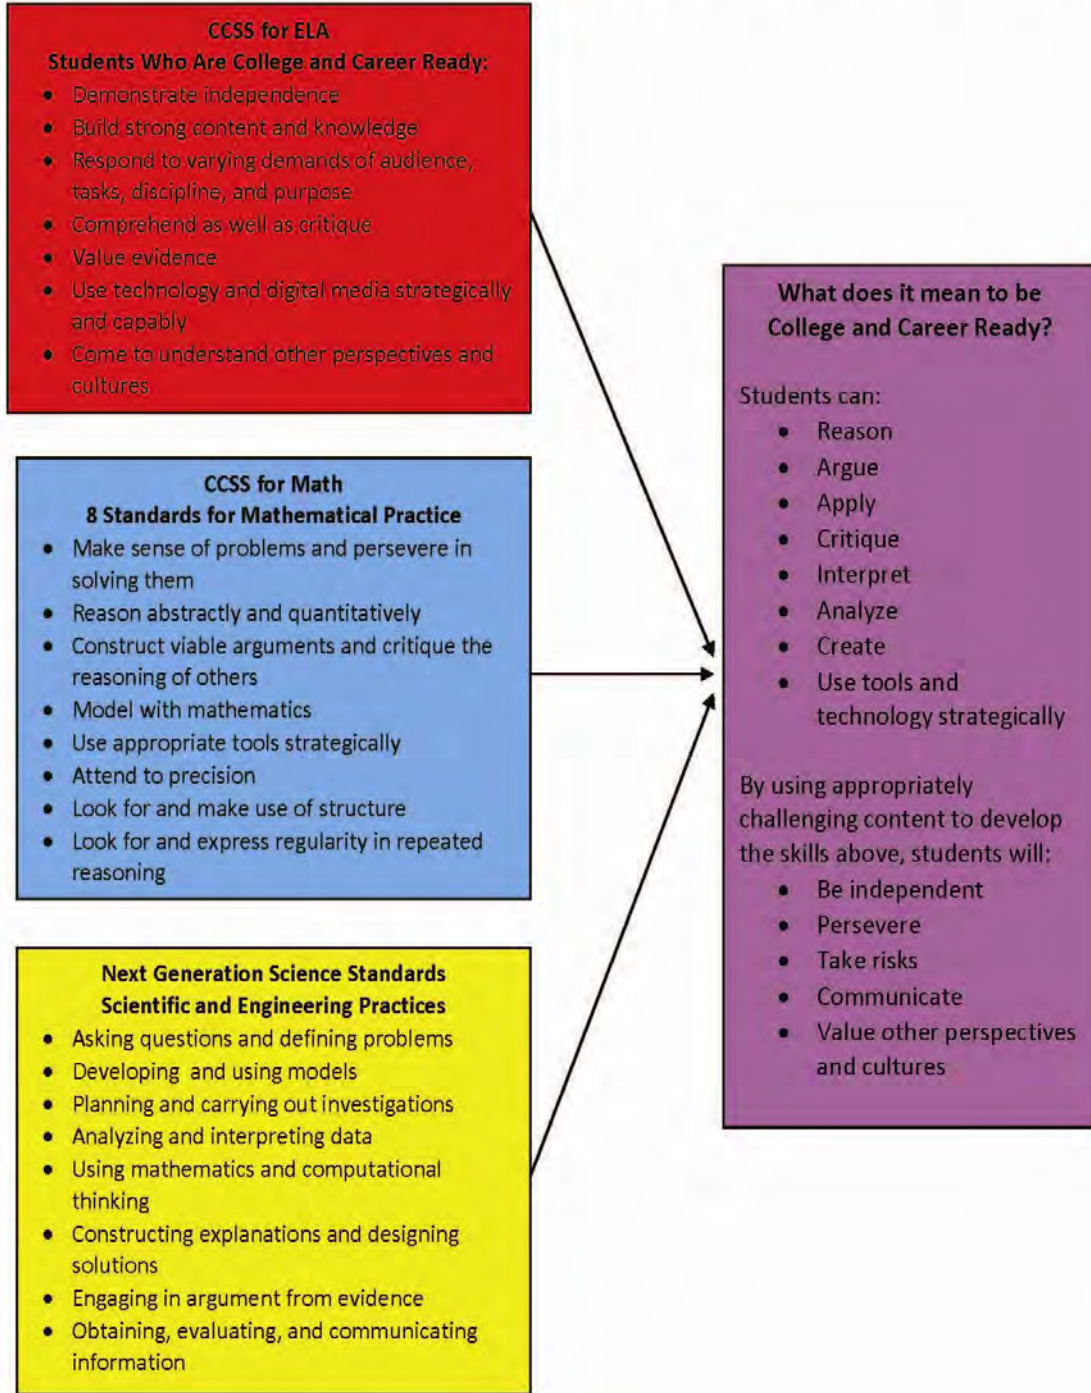 CCSS for ELA
Students Who Are College and Career Ready:
• Demonstrate independence
• Build strong content and knowledge
• Respond to varying demands of audience,
tasks, discipline, and purpose
• Comprehend as well as critique
• Value evidence
• Use technology and digital media strategically
and capably
• Come to understand other perspectives and
cultures
CCSS for Math
8 Standards for Mathematical Practice
• Make sense of problems and persevere in
solving them
• Reason abstractly and quantitatively
• Construct viable arguments and critique the
reasoning of others
• Model with mathematics
• Use appropriate tools strategically
• Attend to precision
• Look for and make use of structure
• Look for and express regularity in repeated
reasoning
Next Generation Science Standards
Scientific and Engineering Practices
• Asking questions and defining problems
• Developing and using models
• Planning and carrying out investigations
• Analyzing and interpreting data
• Using mathematics and computational
thinking
• Constructing explanations and designing
solutions
• Engaging in argument from evidence
• Obtaining, evaluating, and communicating
information
What does it mean to be
College and Career Ready?
Students can:
• Reason
• Argue
• Apply
• Critique
• Interpret
• Analyze
• Create
• Use tools and
technology strategically
By using appropriately
challenging content to develop
the skills above, students will:
• Be independent
• Persevere
• Take risks
• Communicate
• Value other perspectives
and cultures